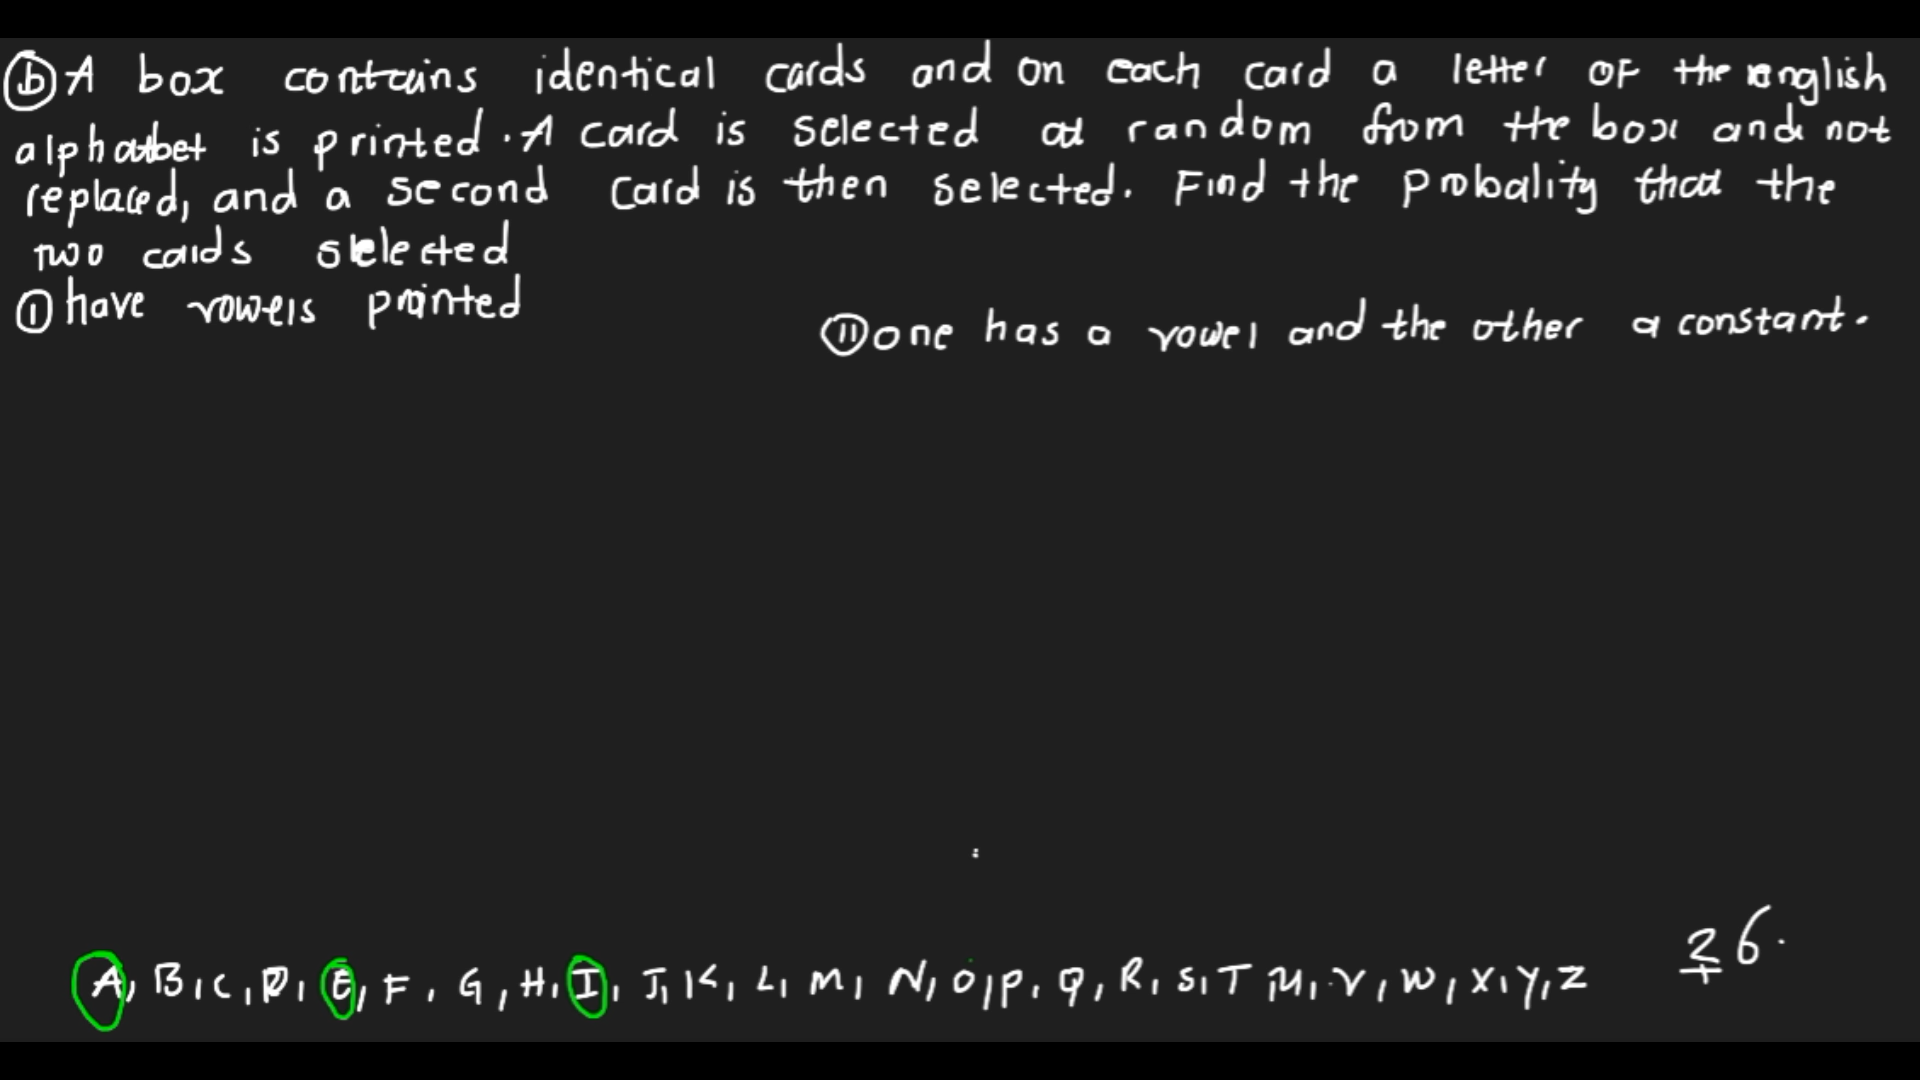 (b) A box contains identical cards and on each card a letter of the english
alphatbet is printed. A card is selected at random from the box and not
replaced, and a second card is then selected. Find the probality that the
two cards selected
(i) have vowels printed
(ii) one has a vowel and the other a constant.
A, B, C, D, E, F, G, H, I, J, K, L, M, N, O, P, Q, R, S, T, U, V, W, X, Y, Z
26.